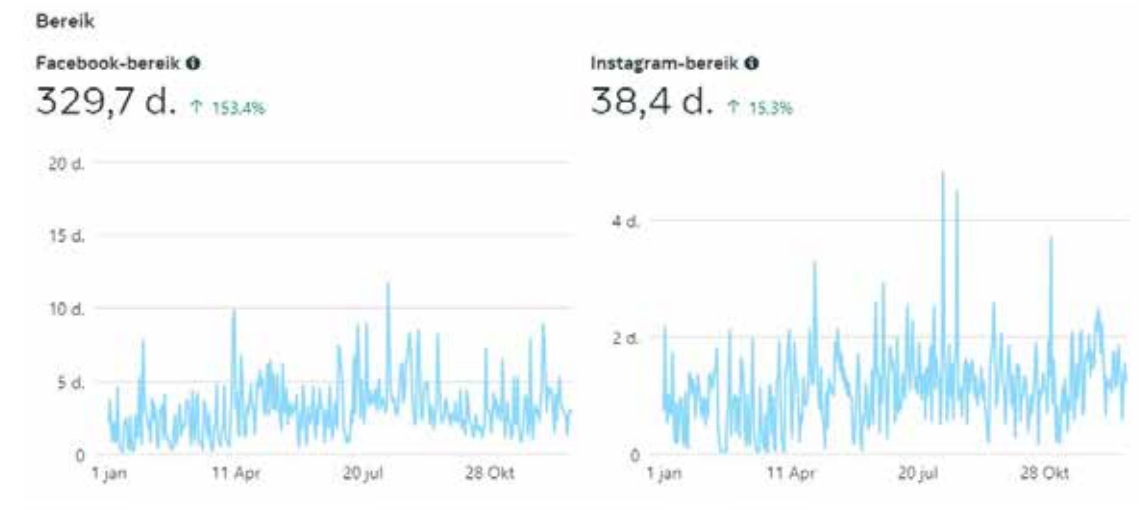 Bereik
Facebook-bereik
329,7 d. ↑ 153,4%
20 d.
15 d.
10 d.
5 d.
0
1 jan 11 Apr 20 jul 28 Okt
Instagram-bereik
38,4 d. ↑ 15,3%
4 d.
2 d.
0
1 jan 11 Apr 20 jul 28 Okt